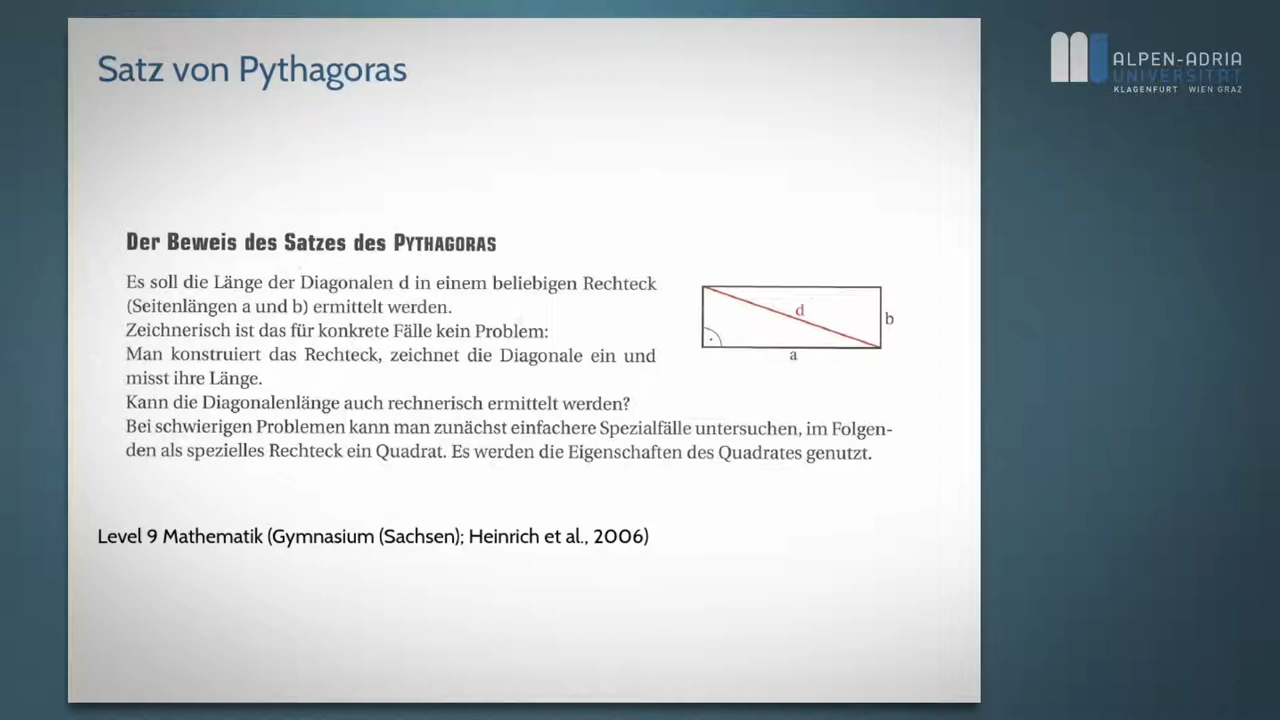 Satz von Pythagoras
ALPEN-ADRIA
UNIVERSITÄT
KLAGENFURT WIEN GRAZ
Der Beweis des Satzes des PYTHAGORAS
Es soll die Länge der Diagonalen d in einem beliebigen Rechteck
(Seitenlängen a und b) ermittelt werden.
Zeichnerisch ist das für konkrete Fälle kein Problem:
Man konstruiert das Rechteck, zeichnet die Diagonale ein und
misst ihre Länge.
Kann die Diagonalenlänge auch rechnerisch ermittelt werden?
Bei schwierigen Problemen kann man zunächst einfachere Spezialfälle untersuchen, im Folgen-
den als spezielles Rechteck ein Quadrat. Es werden die Eigenschaften des Quadrates genutzt.
d
b
a
Level 9 Mathematik (Gymnasium (Sachsen); Heinrich et al., 2006)